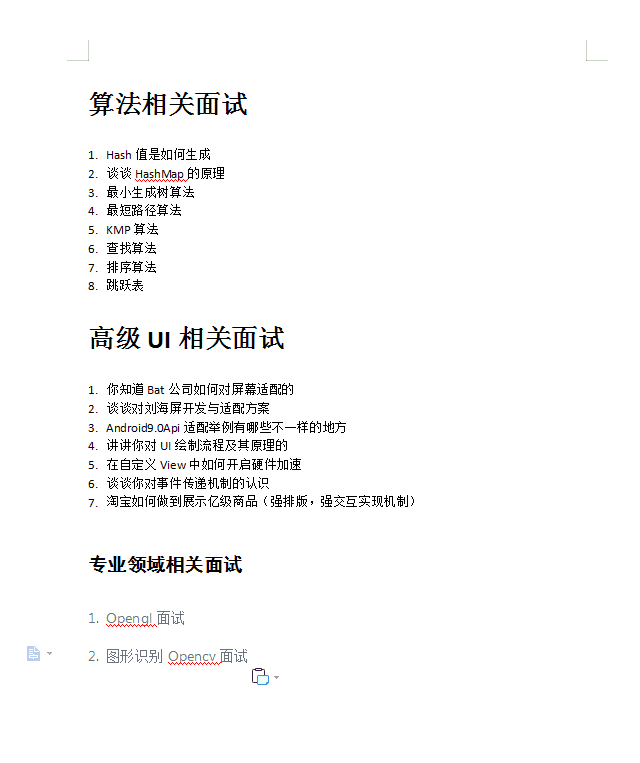 算法相关面试
1. Hash 值是如何生成
2. 谈谈 HashMap 的原理
3. 最小生成树算法
4. 最短路径算法
5. KMP 算法
6. 查找算法
7. 排序算法
8. 跳跃表
高级 UI 相关面试
1. 你知道 Bat 公司如何对屏幕适配的
2. 谈谈对刘海屏开发与适配方案
3. Android9.0Api 适配举例有哪些不一样的地方
4. 讲讲你对 UI 绘制流程及其原理的
5. 在自定义 View 中如何开启硬件加速
6. 谈谈你对事件传递机制的认识
7. 淘宝如何做到展示亿级商品（强排版，强交互实现机制）
专业领域相关面试
1. Opengl 面试
2. 图形识别 Opencv 面试